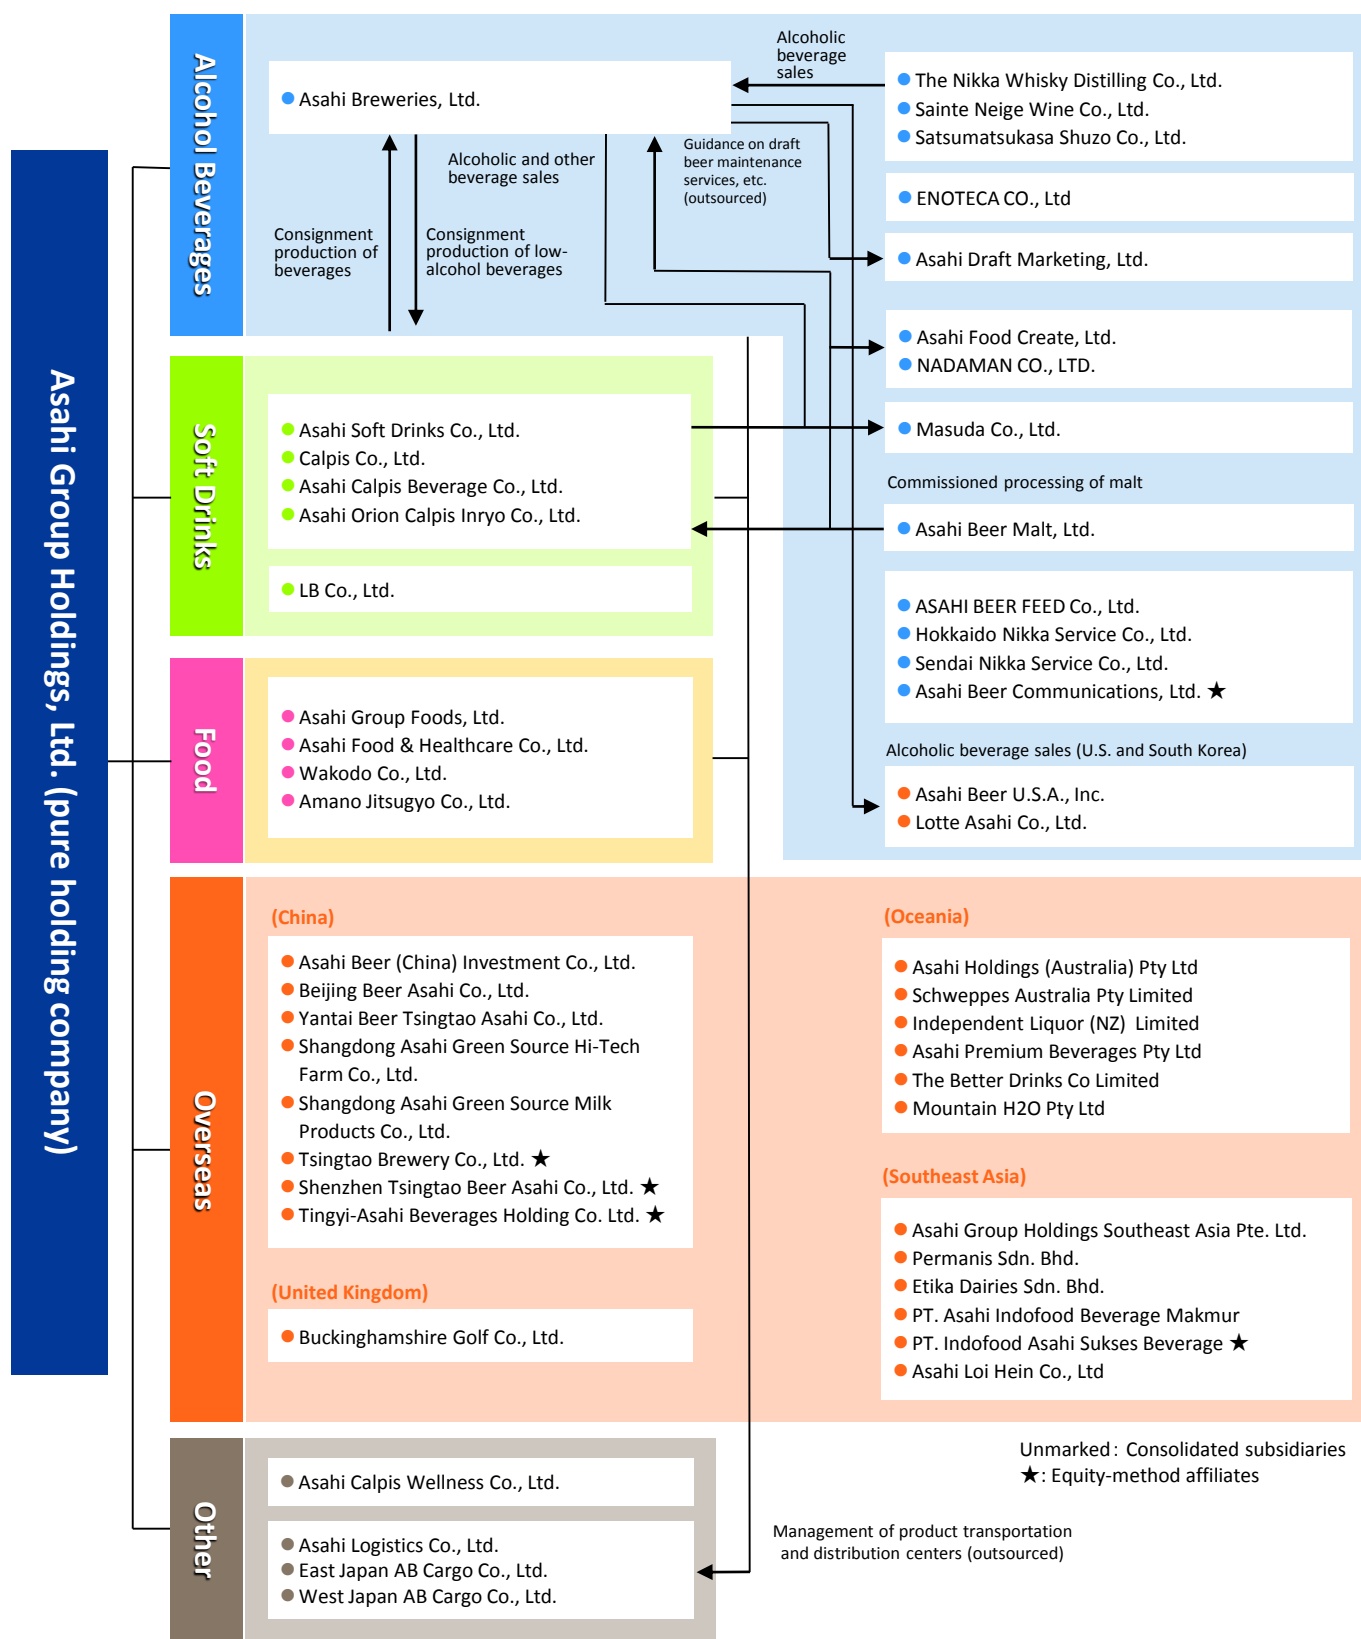 Asahi Group Holdings, Ltd. (pure holding company)
Alcohol Beverages
Asahi Breweries, Ltd.
Alcoholic
beverage
sales
The Nikka Whisky Distilling Co., Ltd.
Sainte Neige Wine Co., Ltd.
Satsumatsukasa Shuzo Co., Ltd.
Alcoholic and other
beverage sales
Guidance on draft
beer maintenance
services, etc.
(outsourced)
ENOTECA CO., Ltd
Consignment
production of
beverages
Consignment
production of low-
alcohol beverages
Asahi Draft Marketing, Ltd.
Asahi Food Create, Ltd.
NADAMAN CO., LTD.
Masuda Co., Ltd.
Commissioned processing of malt
Asahi Beer Malt, Ltd.
ASAHI BEER FEED Co., Ltd.
Hokkaido Nikka Service Co., Ltd.
Sendai Nikka Service Co., Ltd.
Asahi Beer Communications, Ltd. ★
Alcoholic beverage sales (U.S. and South Korea)
Asahi Beer U.S.A., Inc.
Lotte Asahi Co., Ltd.
Soft Drinks
Asahi Soft Drinks Co., Ltd.
Calpis Co., Ltd.
Asahi Calpis Beverage Co., Ltd.
Asahi Orion Calpis Inryo Co., Ltd.
LB Co., Ltd.
Food
Asahi Group Foods, Ltd.
Asahi Food & Healthcare Co., Ltd.
Wakodo Co., Ltd.
Amano Jitsugyo Co., Ltd.
Overseas
(China)
Asahi Beer (China) Investment Co., Ltd.
Beijing Beer Asahi Co., Ltd.
Yantai Beer Tsingtao Asahi Co., Ltd.
Shangdong Asahi Green Source Hi-Tech
Farm Co., Ltd.
Shangdong Asahi Green Source Milk
Products Co., Ltd.
Tsingtao Brewery Co., Ltd. ★
Shenzhen Tsingtao Beer Asahi Co., Ltd. ★
Tingyi-Asahi Beverages Holding Co. Ltd. ★
(United Kingdom)
Buckinghamshire Golf Co., Ltd.
(Oceania)
Asahi Holdings (Australia) Pty Ltd
Schweppes Australia Pty Limited
Independent Liquor (NZ) Limited
Asahi Premium Beverages Pty Ltd
The Better Drinks Co Limited
Mountain H2O Pty Ltd
(Southeast Asia)
Asahi Group Holdings Southeast Asia Pte. Ltd.
Permanis Sdn. Bhd.
Etika Dairies Sdn. Bhd.
PT. Asahi Indofood Beverage Makmur
PT. Indofood Asahi Sukses Beverage ★
Asahi Loi Hein Co., Ltd
Other
Asahi Calpis Wellness Co., Ltd.
Asahi Logistics Co., Ltd.
East Japan AB Cargo Co., Ltd.
West Japan AB Cargo Co., Ltd.
Unmarked : Consolidated subsidiaries
★: Equity-method affiliates
Management of product transportation
and distribution centers (outsourced)